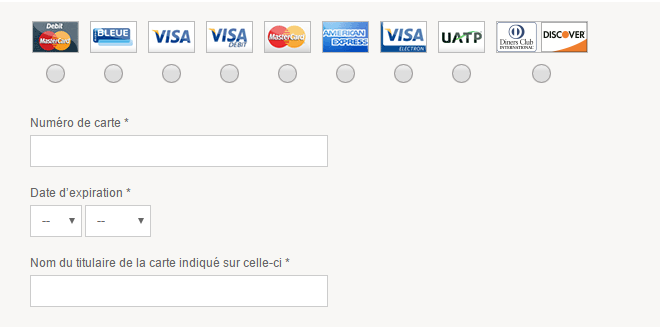 Debit
MasterCard
BLEUE
VISA
VISA
DEBIT
MasterCard
AMERICAN
EXPRESS
VISA
ELECTRON
UATP
Diners Club
INTERNATIONAL
DISCOVER
Numéro de carte *
Date d'expiration *
-- --
Nom du titulaire de la carte indiqué sur celle-ci *